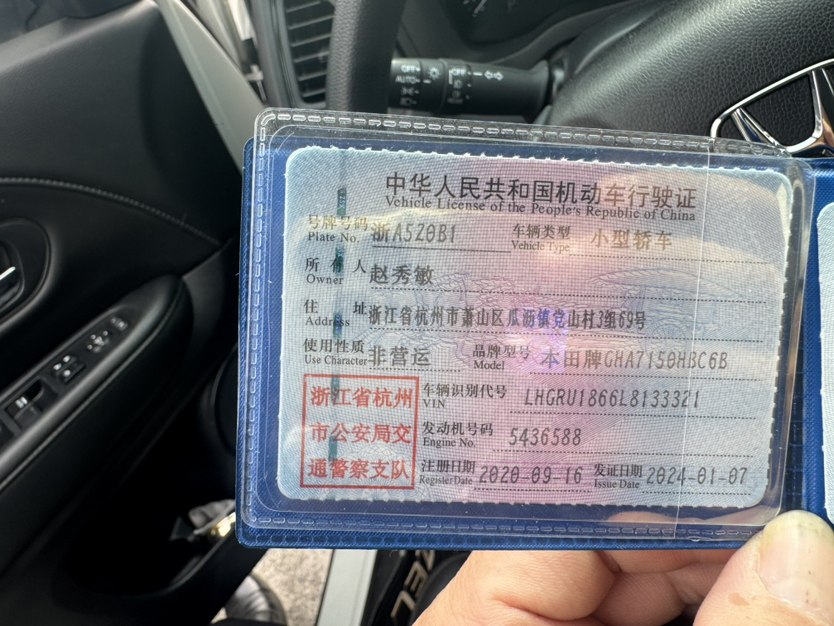 中华人民共和国机动车行驶证
Vehicle License of the People's Republic of China
号牌号码 浙A5Z0B1 车辆类型 小型轿车
Plate No. Vehicle Type
所有人 赵秀敏
Owner
住址 浙江省杭州市萧山区瓜沥镇党山村3组69号
Address
使用性质 非营运 品牌型号 本田牌GHA7150HBC6B
Use Character Model
浙江省杭州
市公安局交
通警察支队
车辆识别代号 LHGRU1866L8133321
VIN
发动机号码 5436588
Engine No.
注册日期 2020-09-16 发证日期 2024-01-07
Register Date Issue Date
OFF
AUTO
OFF